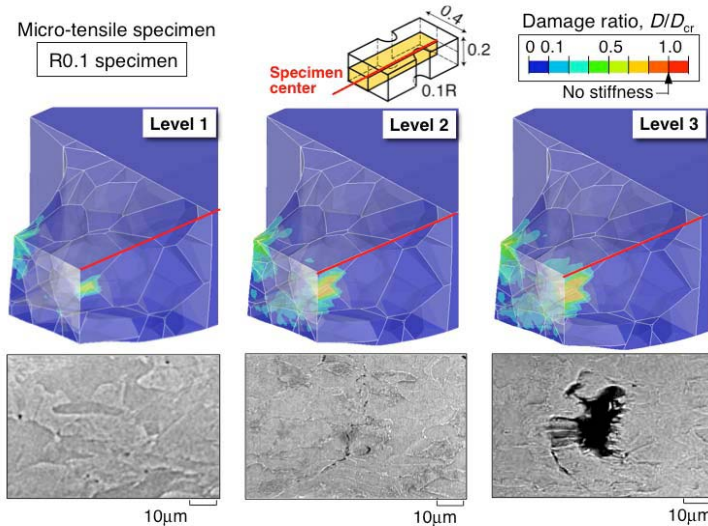 Micro-tensile specimen
R0.1 specimen
Specimen
center
0.4
0.2
0.1R
Damage ratio, D/Dcr
0 0.1 0.5 1.0
No stiffness
Level 1
Level 2
Level 3
10μm
10μm
10μm